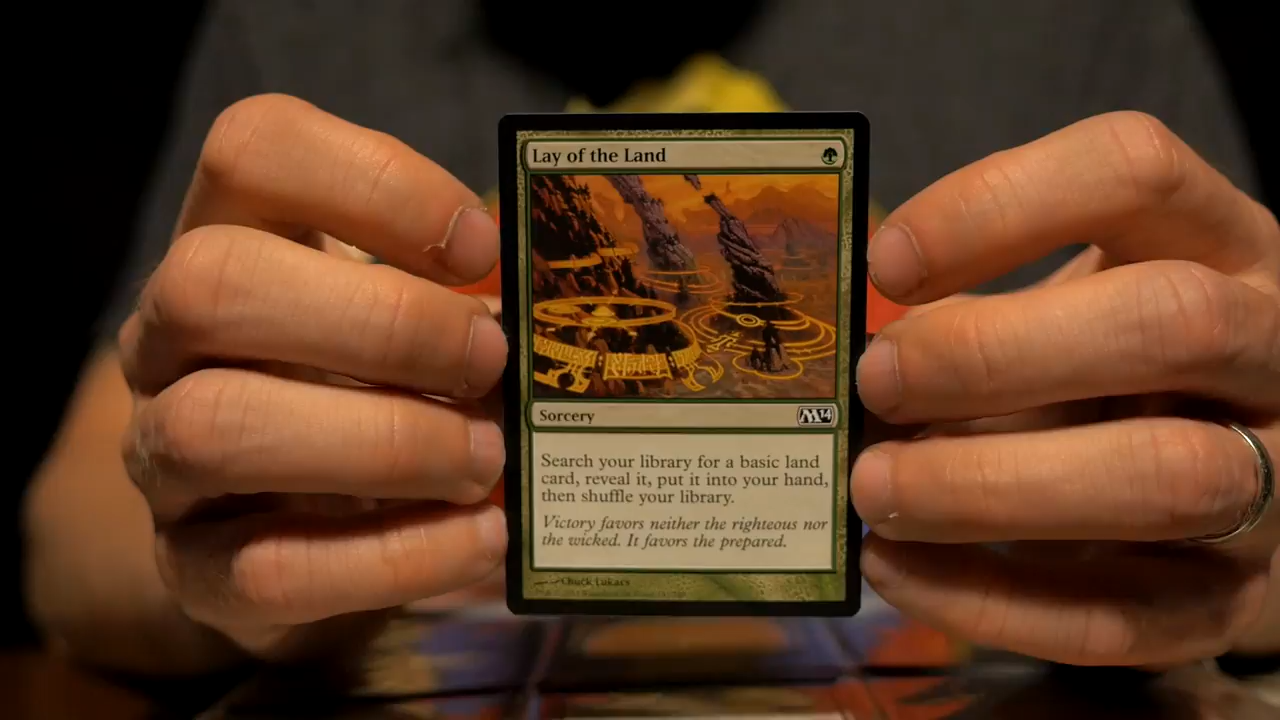 Lay of the Land
Sorcery
M14
Search your library for a basic land
card, reveal it, put it into your hand,
then shuffle your library.
Victory favors neither the righteous nor
the wicked. It favors the prepared.
Chuck Lukacs